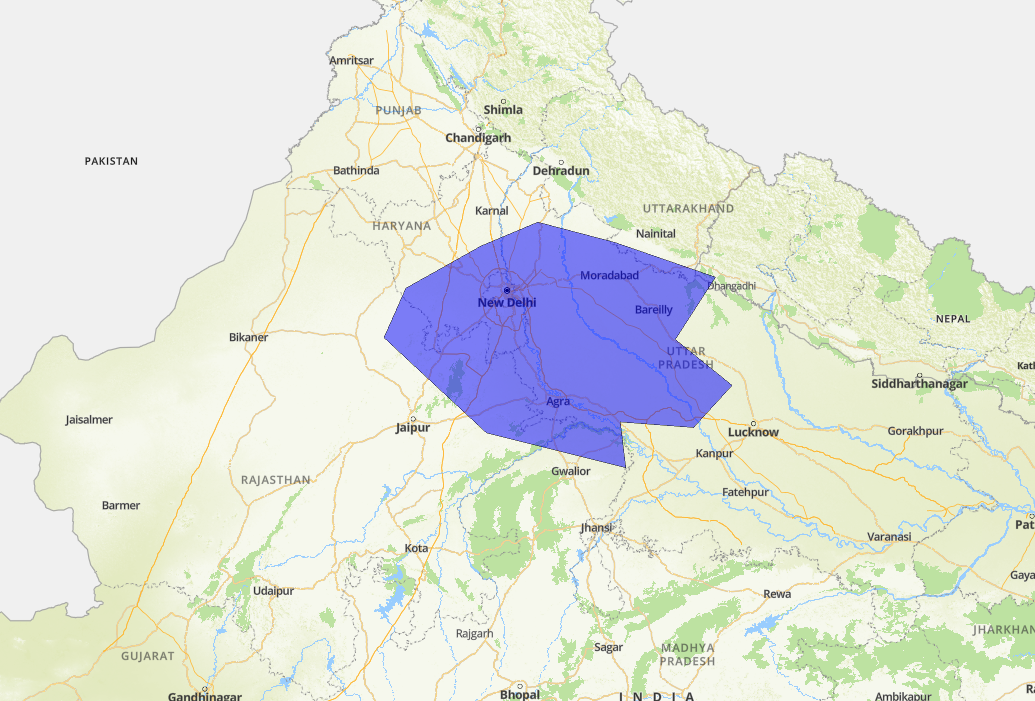 Amritsar
PUNJAB
Shimla
Chandigarh
PAKISTAN
Bathinda
Dehradun
Karnal
UTTARAKHAND
HARYANA
Nainital
Moradabad
Dhangadhi
New Delhi
Bareilly
NEPAL
Bikaner
UTTAR
PRADESH
Kat
Siddharthanagar
Agra
Jaisalmer
Jaipur
Lucknow
Gorakhpur
Kanpur
Gwalior
RAJASTHAN
Fatehpur
Barmer
Jhansi
Pat
Varanasi
Kota
Gaya
Udaipur
Rewa
Rajgarh
JHARKHAN
Sagar
MADHYA
PRADESH
GUJARAT
Ra
Gandhinagar
Bhopal
INDIA
Ambikapur